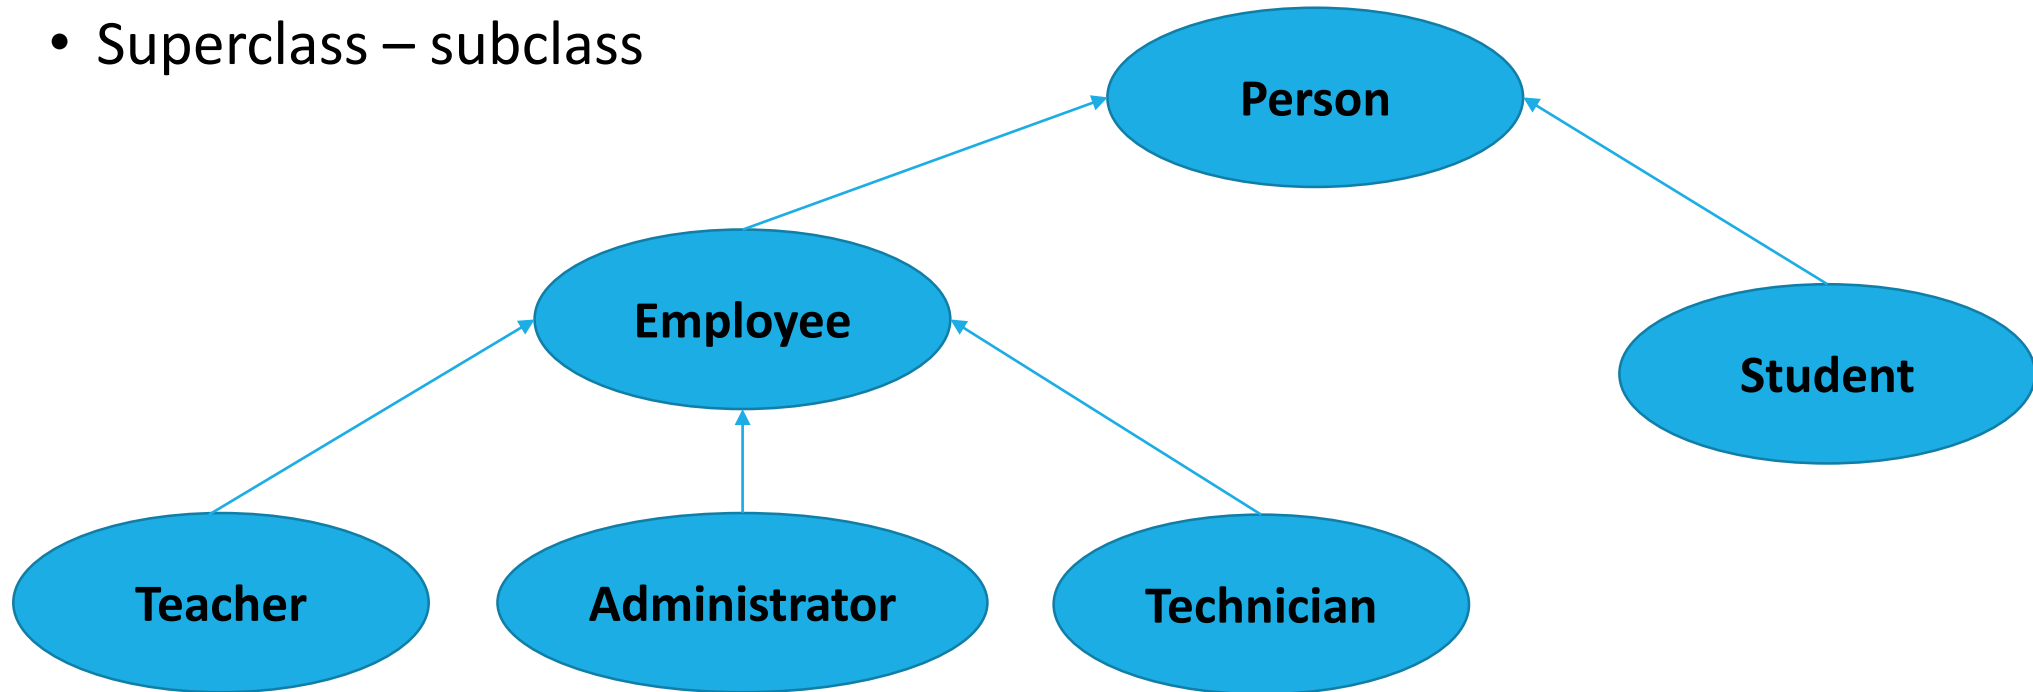 • Superclass – subclass
Person
Employee
Student
Teacher
Administrator
Technician